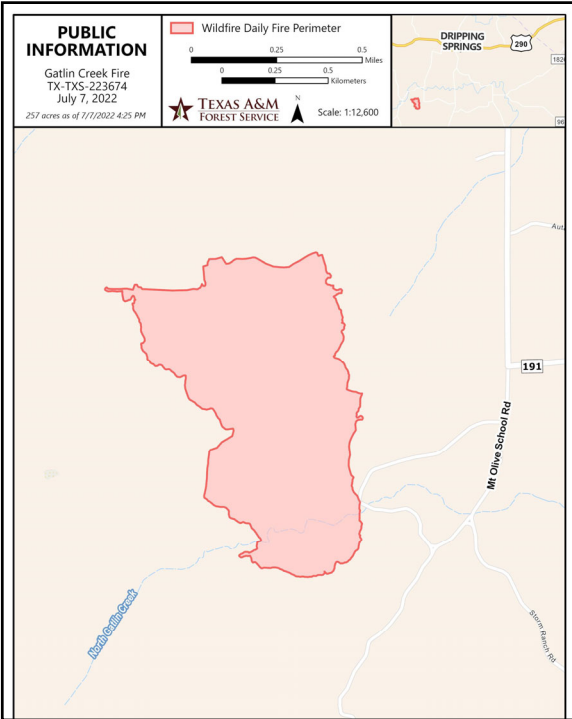 PUBLIC
INFORMATION
Gatlin Creek Fire
TX-TXS-223674
July 7, 2022
257 acres as of 7/7/2022 4:25 PM
Wildfire Daily Fire Perimeter
0 0.25 0.5
Miles
0 0.25 0.5
Kilometers
TEXAS A&M
FOREST SERVICE
N
Scale: 1:12,600
DRIPPING
SPRINGS
290
1826
Aut
191
Mt Olive School Rd
North Gatlin Creek
Storm Ranch Rd